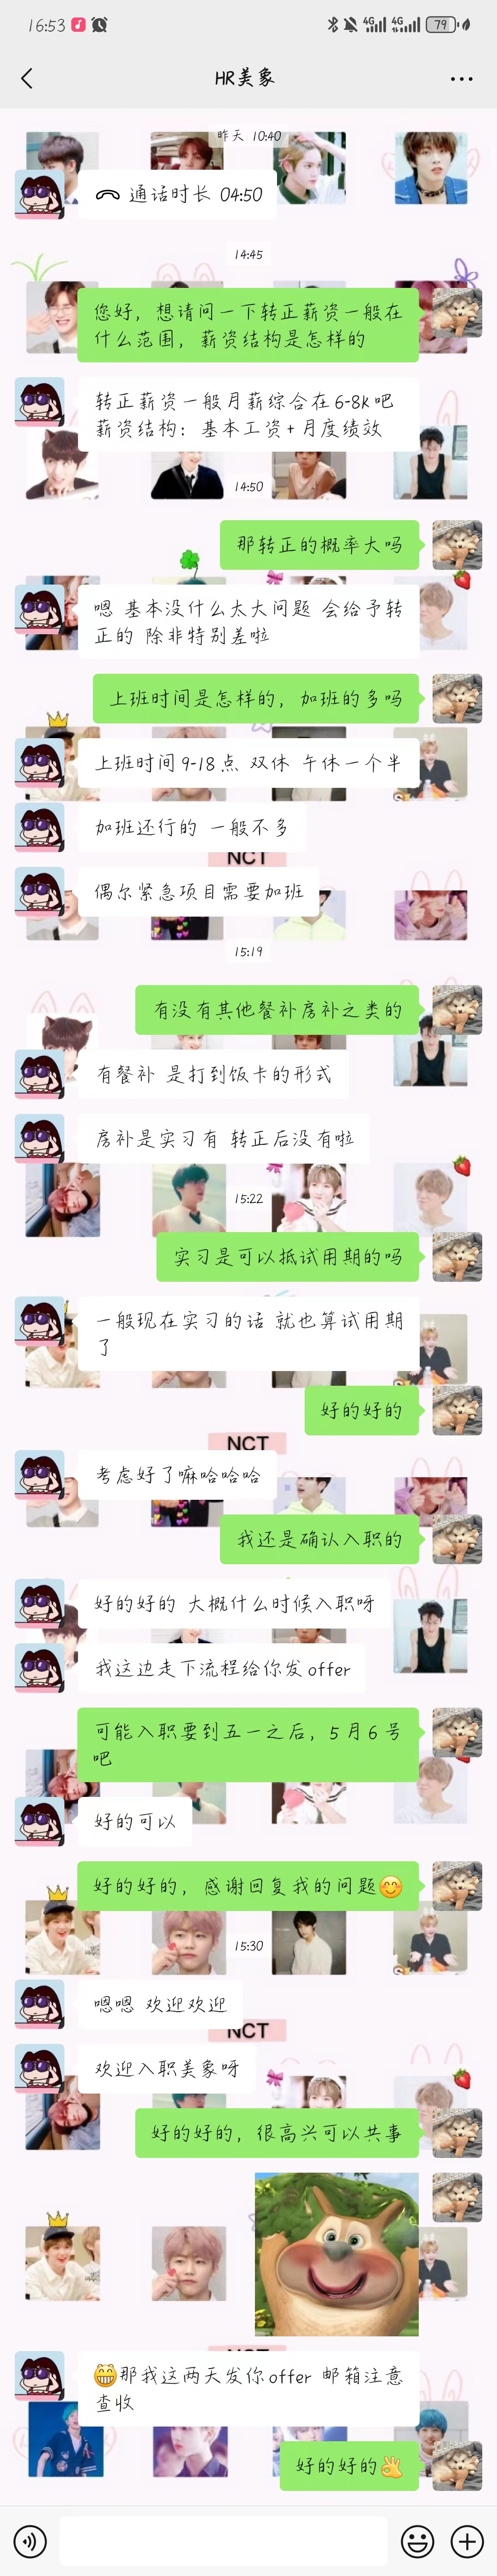 16:53
4G
4G
79
HR美象
昨天 10:40
通话时长 04:50
14:45
您好，想请问一下转正薪资一般在
什么范围，薪资结构是怎样的
转正薪资一般月薪综合在6-8k吧
薪资结构：基本工资+月度绩效
14:50
那转正的概率大吗
嗯 基本没什么太大问题 会给予转
正的 除非特别差啦
上班时间是怎样的，加班的多吗
上班时间9-18点 双休 午休一个半
加班还行的 一般不多
NCT
偶尔紧急项目需要加班
15:19
有没有其他餐补房补之类的
有餐补 是打到饭卡的形式
房补是实习有 转正后没有啦
15:22
实习是可以抵试用期的吗
一般现在实习的话 就也算试用期
了
好的好的
NCT
考虑好了嘛哈哈哈
我还是确认入职的
好的好的 大概什么时候入职呀
我这边走下流程给你发offer
可能入职要到五一之后，5月6号
吧
好的可以
好的好的，感谢回复我的问题😊
15:30
嗯嗯 欢迎欢迎
NCT
欢迎入职美象呀
好的好的，很高兴可以共事
😁那我这两天发你offer 邮箱注意
查收
好的好的👌